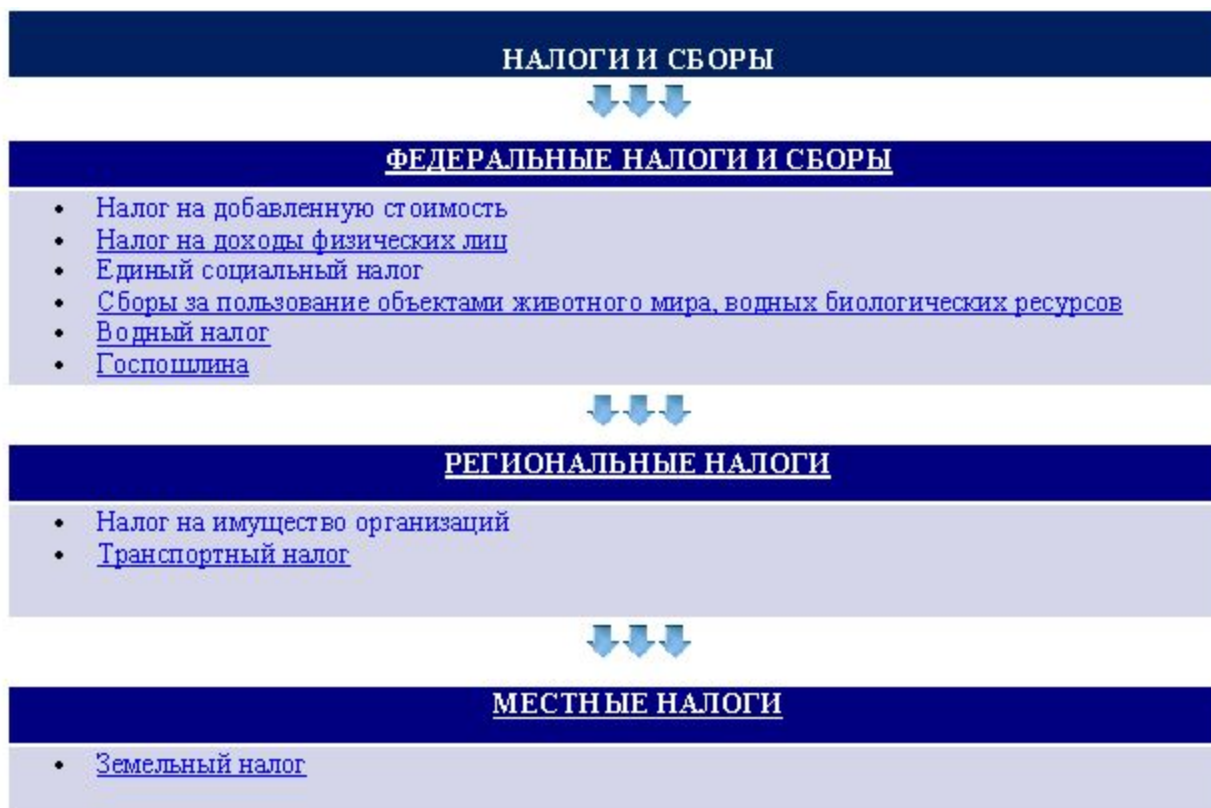 НАЛОГИ И СБОРЫ
ФЕДЕРАЛЬНЫЕ НАЛОГИ И СБОРЫ
• Налог на добавленную стоимость
• Налог на доходы физических лиц
• Единый социальный налог
• Сборы за пользование объектами животного мира, водных биологических ресурсов
• Водный налог
• Госпошлина
РЕГИОНАЛЬНЫЕ НАЛОГИ
• Налог на имущество организаций
• Транспортный налог
МЕСТНЫЕ НАЛОГИ
• Земельный налог